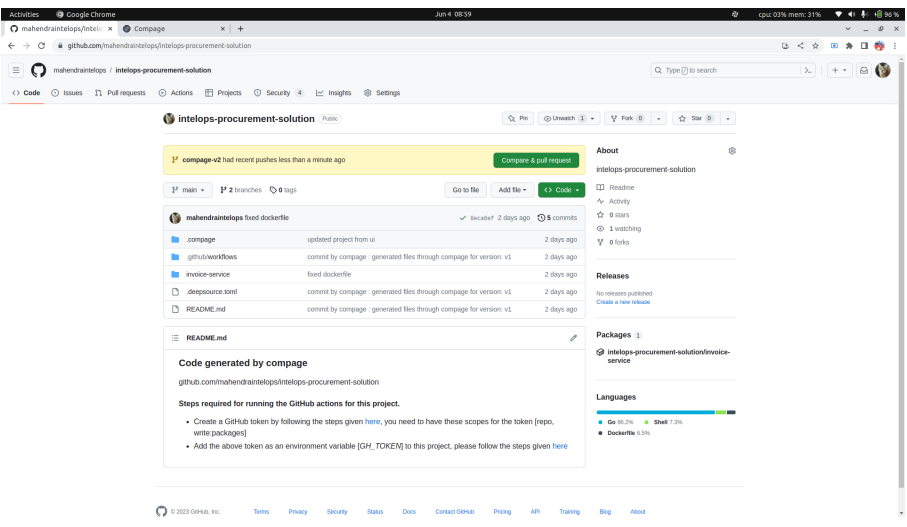 Activities Google Chrome Jun 4 08:59 cpu: 03% mem: 31% 96 %
mahendraintelops/intelo × Compage × +
github.com/mahendraintelops/intelops-procurement-solution
mahendraintelops / intelops-procurement-solution Type / to search
Code Issues Pull requests Actions Projects Security 4 Insights Settings
intelops-procurement-solution Public Pin Unwatch 1 Fork 0 Star 0
compage-v2 had recent pushes less than a minute ago Compare & pull request
main 2 branches 0 tags Go to file Add file Code
mahendraintelops fixed dockerfile 2 days ago 5 commits
.compage updated project from ui 2 days ago
.github/workflows commit by compage : generated files through compage for version: v1 2 days ago
invoice-service fixed dockerfile 2 days ago
.deepsource.toml commit by compage : generated files through compage for version: v1 2 days ago
README.md commit by compage : generated files through compage for version: v1 2 days ago
README.md
Code generated by compage
github.com/mahendraintelops/intelops-procurement-solution
Steps required for running the GitHub actions for this project.
• Create a GitHub token by following the steps given here, you need to have these scopes for the token [repo,
write:packages]
• Add the above token as an environment variable [GH_TOKEN] to this project, please follow the steps given here
About
intelops-procurement-solution
Readme
Activity
0 stars
1 watching
0 forks
Releases
No releases published
Create a new release
Packages 1
intelops-procurement-solution/invoice-
service
Languages
Go 86.2% Shell 7.3%
Dockerfile 6.5%
© 2023 GitHub, Inc. Terms Privacy Security Status Docs Contact GitHub Pricing API Training Blog About